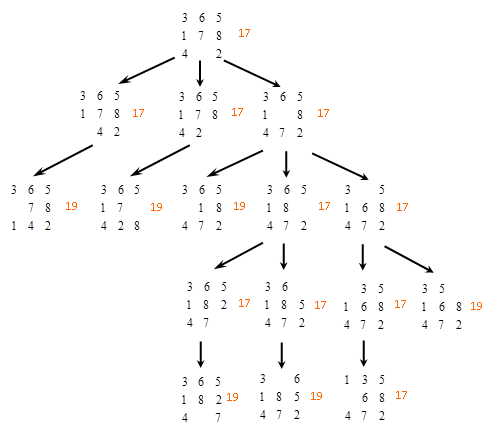 3 6 5
1 7 8 17
4 2
3 6 5 3 6 5 3 6 5
1 7 8 17 1 7 8 17 1 8 17
4 2 4 2 4 7 2
3 6 5 3 6 5 3 6 5 3 6 5 3 5
7 8 19 1 7 19 1 8 19 1 8 17 1 6 8 17
1 4 2 4 2 8 4 7 2 4 7 2 4 7 2
3 6 5 3 6 3 5 3 5
1 8 2 17 1 8 5 17 1 6 8 17 1 6 8 19
4 7 4 7 2 4 7 2 4 7 2
3 6 5 3 6 1 3 5
1 8 2 19 1 8 5 19 6 8 17
4 7 4 7 2 4 7 2